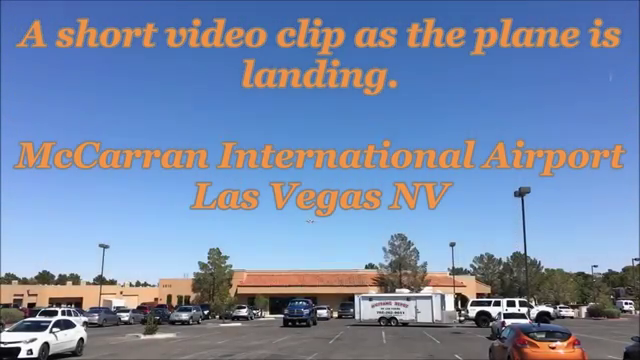 A short video clip as the plane is
landing.
McCarran International Airport
Las Vegas NV